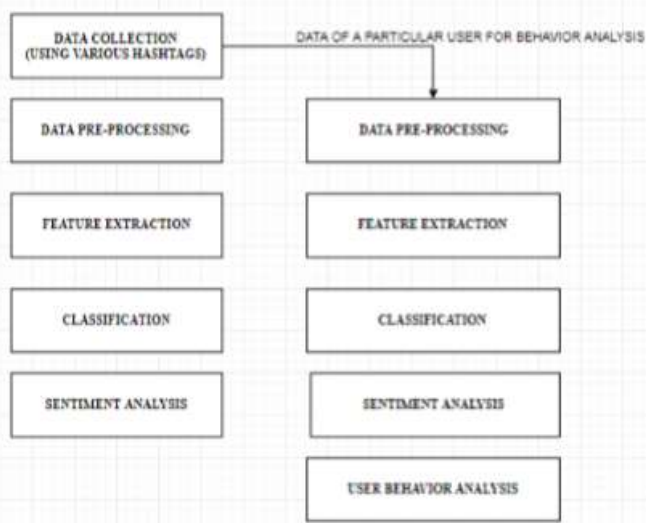 DATA COLLECTION
(USING VARIOUS HASHTAGS)
DATA OF A PARTICULAR USER FOR BEHAVIOR ANALYSIS
DATA PRE-PROCESSING
DATA PRE-PROCESSING
FEATURE EXTRACTION
FEATURE EXTRACTION
CLASSIFICATION
CLASSIFICATION
SENTIMENT ANALYSIS
SENTIMENT ANALYSIS
USER BEHAVIOR ANALYSIS